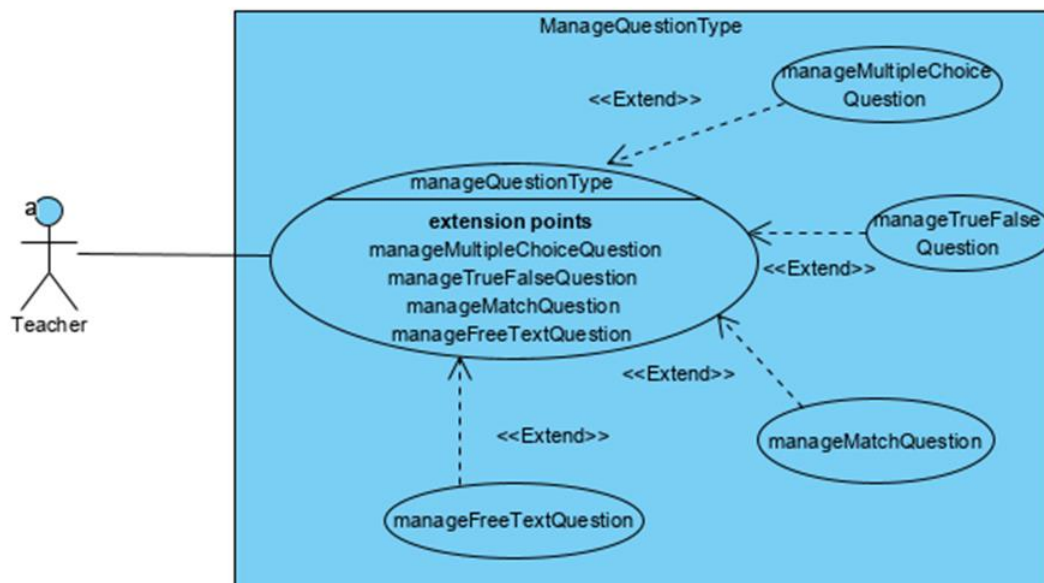 ManageQuestionType
manageMultipleChoice
Question
<<Extend>>
manageQuestionType
extension points
manageMultipleChoiceQuestion
manageTrueFalseQuestion
manageMatchQuestion
manageFreeTextQuestion
manageTrueFalse
Question
<<Extend>>
a
Teacher
<<Extend>>
manageMatchQuestion
<<Extend>>
manageFreeTextQuestion